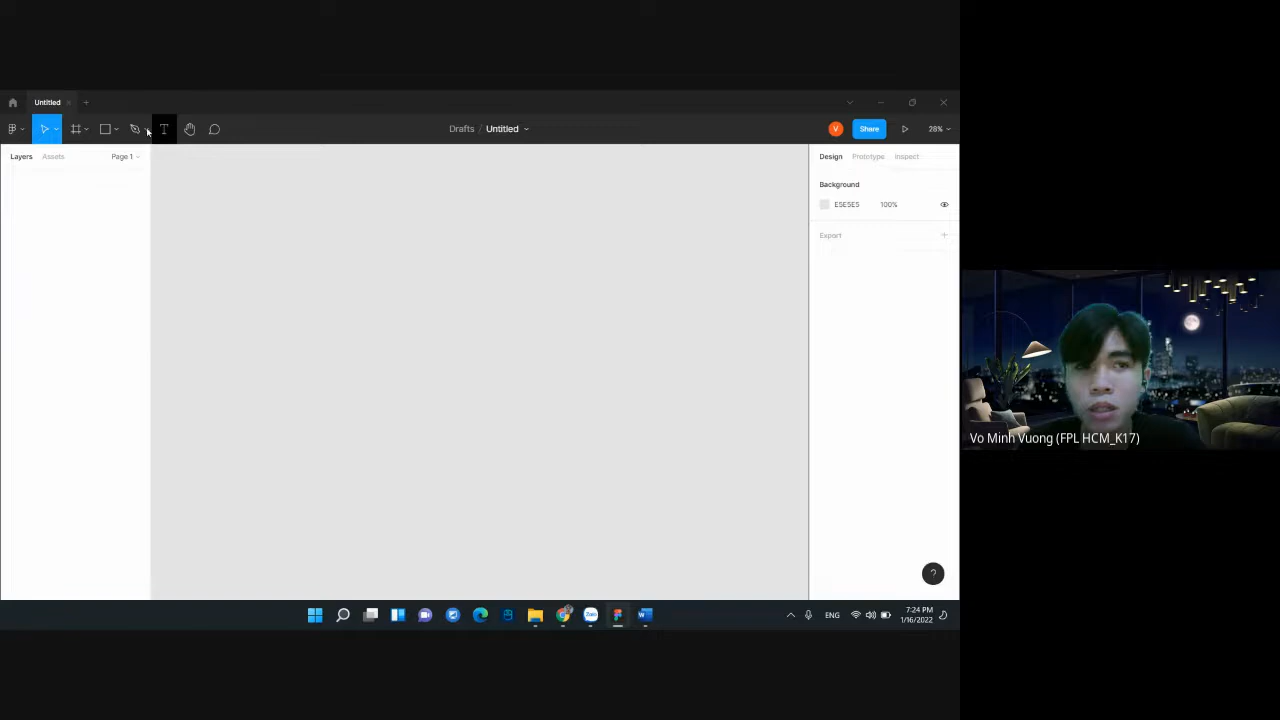 Untitled
Drafts / Untitled
V
Share
28%
Layers
Assets
Page 1
Design
Prototype
Inspect
Background
E5E5E5
100%
Export
?
Vo Minh Vuong (FPL HCM_K17)
Zalo
W
ENG
7:24 PM
1/16/2022